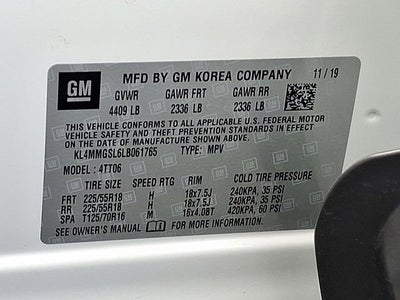 GM MFD BY GM KOREA COMPANY 11/19
GVWR GAWR FRT GAWR RR
4409 LB 2336 LB 2336 LB
THIS VEHICLE CONFORMS TO ALL APPLICABLE U.S. FEDERAL MOTOR
VEHICLE SAFETY, BUMPER, AND THEFT PREVENTION STANDARDS IN
EFFECT ON THE DATE OF MANUFACTURE SHOWN ABOVE.
KL4MMGSL6LB061765 TYPE: MPV
MODEL: 4TT06
TIRE SIZE SPEED RTG RIM COLD TIRE PRESSURE
FRT 225/55R18 H 18x7.5J 240KPA, 35 PSI
RR 225/55R18 H 18x7.5J 240KPA, 35 PSI
SPA T125/70R16 M 16x4.0BT 420KPA, 60 PSI
SEE OWNER'S MANUAL FOR MORE INFORMATION.